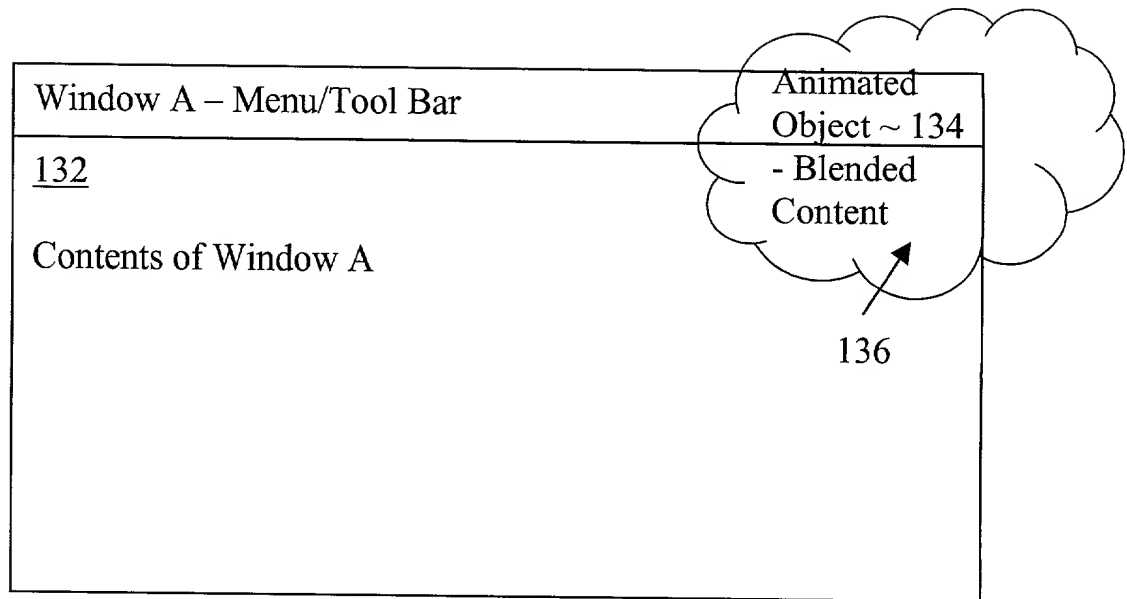 Window A – Menu/Tool Bar
Animated
Object ~ 134
- Blended
Content
132
Contents of Window A
136